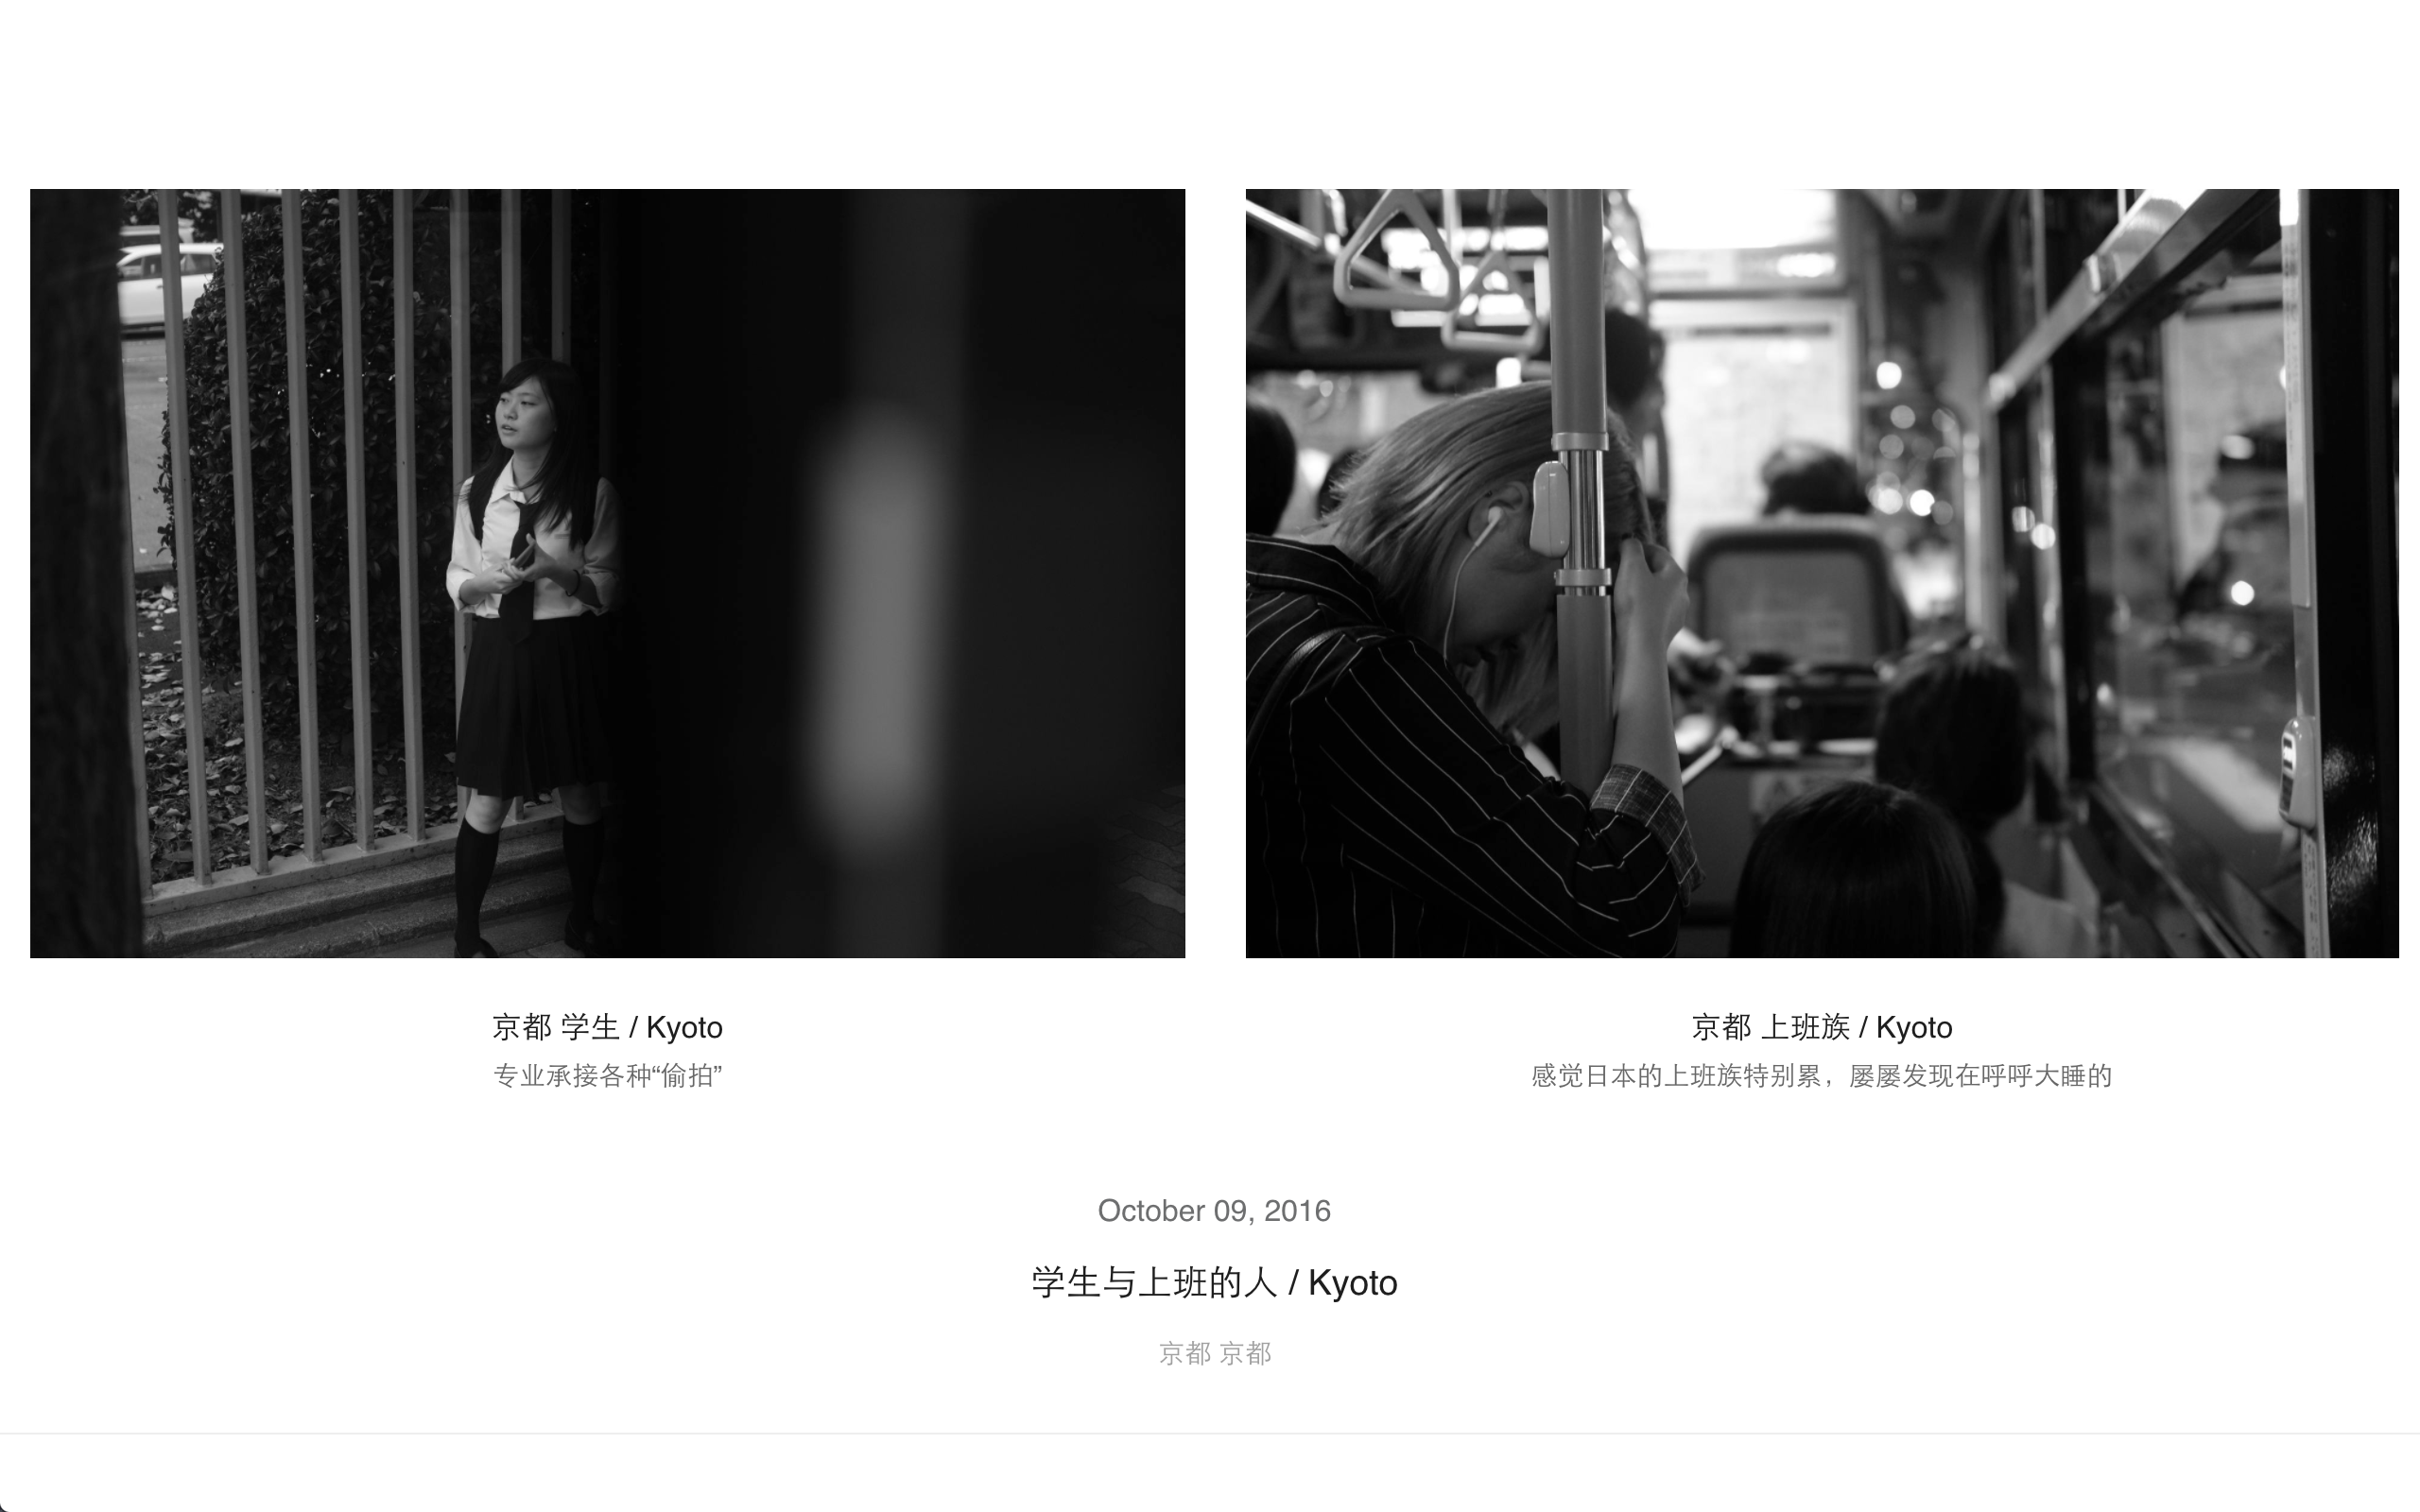 京都 学生 / Kyoto
专业承接各种“偷拍”
京都 上班族 / Kyoto
感觉日本的上班族特别累，屡屡发现在呼呼大睡的
October 09, 2016
学生与上班的人 / Kyoto
京都 京都